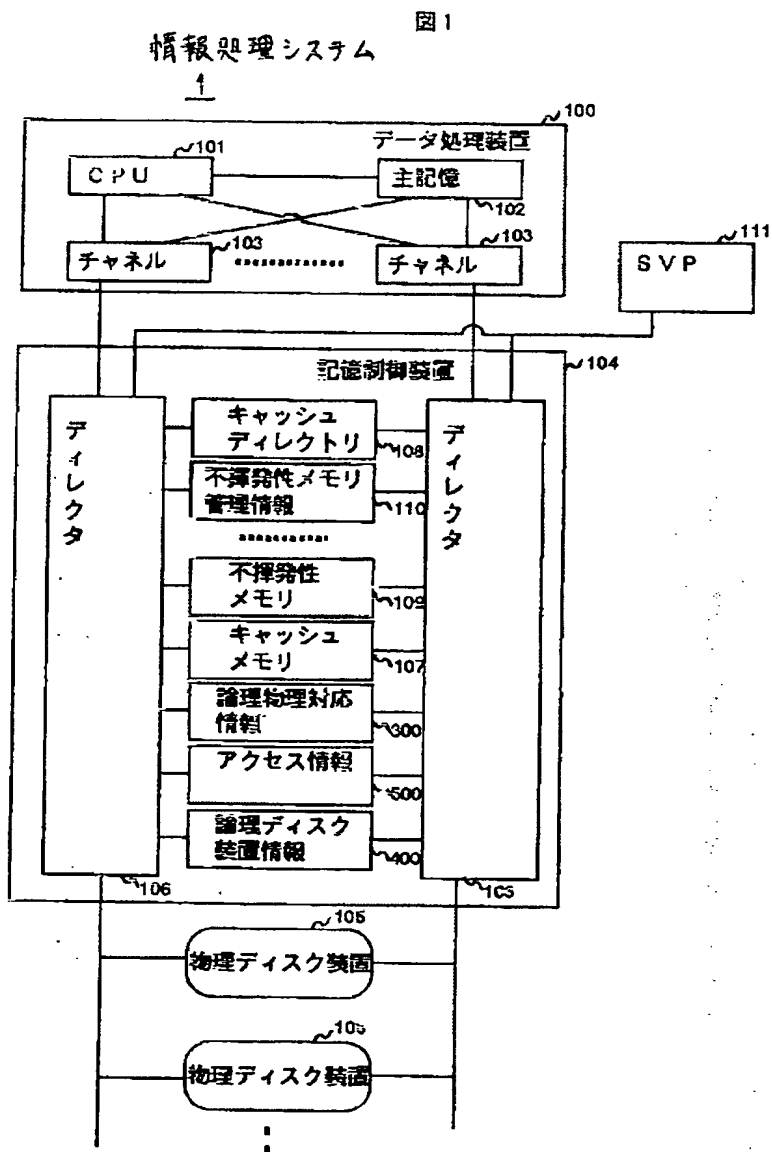 図1
情報処理システム
1
100
データ処理装置
101
CPU
主記憶
102
103
チャネル
103
チャネル
111
SVP
記憶制御装置
104
ディレクタ
キャッシュ
ディレクトリ
108
不揮発性メモリ
管理情報
110
不揮発性
メモリ
109
キャッシュ
メモリ
107
論理物理対応
情報
300
アクセス情報
500
論理ディスク
装置情報
400
ディレクタ
106
106
105
物理ディスク装置
105
物理ディスク装置